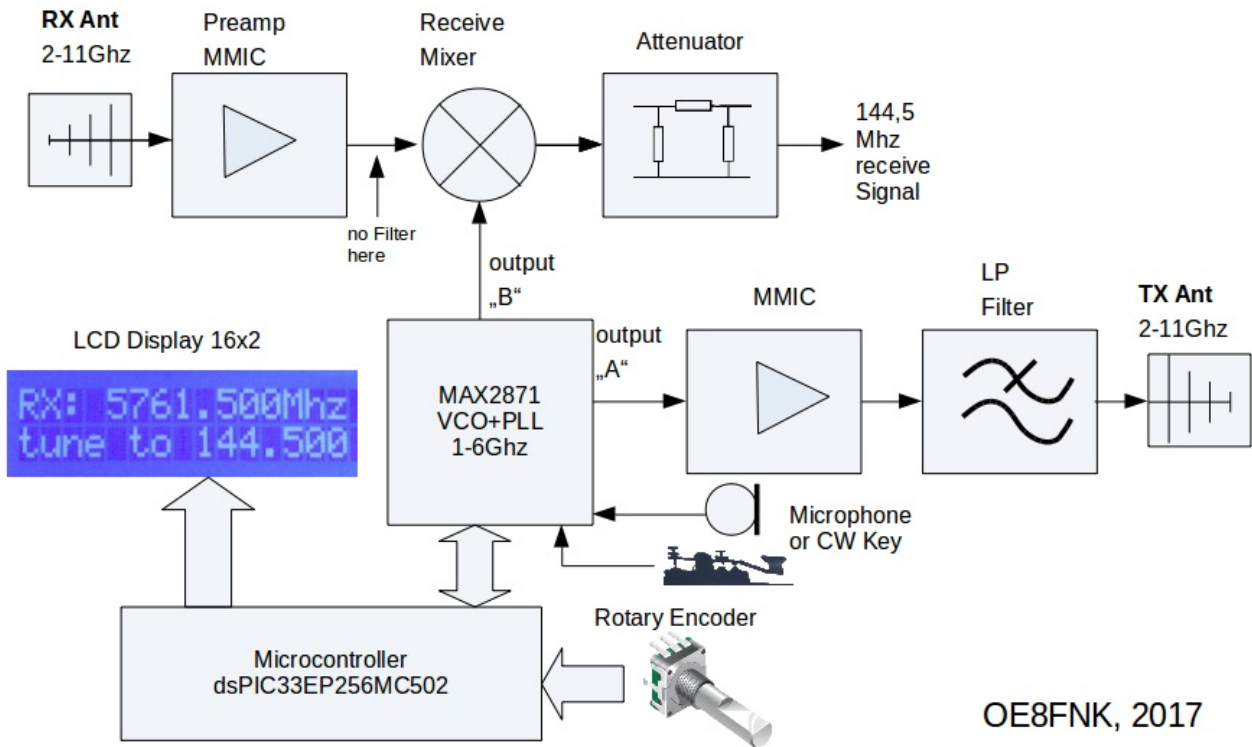 RX Ant
2-11Ghz
Preamp
MMIC
Receive
Mixer
Attenuator
144,5
Mhz
receive
Signal
no Filter
here
output
„B“
output
„A“
MMIC
LP
Filter
TX Ant
2-11Ghz
LCD Display 16x2
RX: 5761.500Mhz
tune to 144.500
MAX2871
VCO+PLL
1-6Ghz
Microphone
or CW Key
Rotary Encoder
Microcontroller
dsPIC33EP256MC502
OE8FNK, 2017